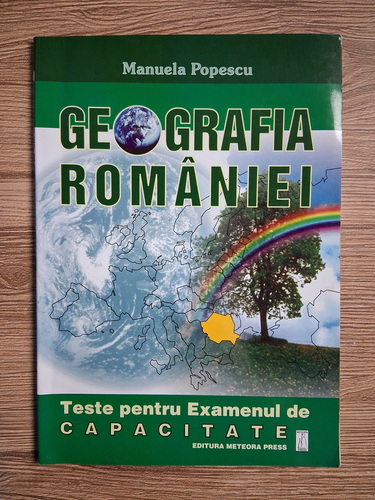 Manuela Popescu
GEOGRAFIA
ROMÂNIEI
Teste pentru Examenul de
CAPACITATE
EDITURA METEORA PRESS